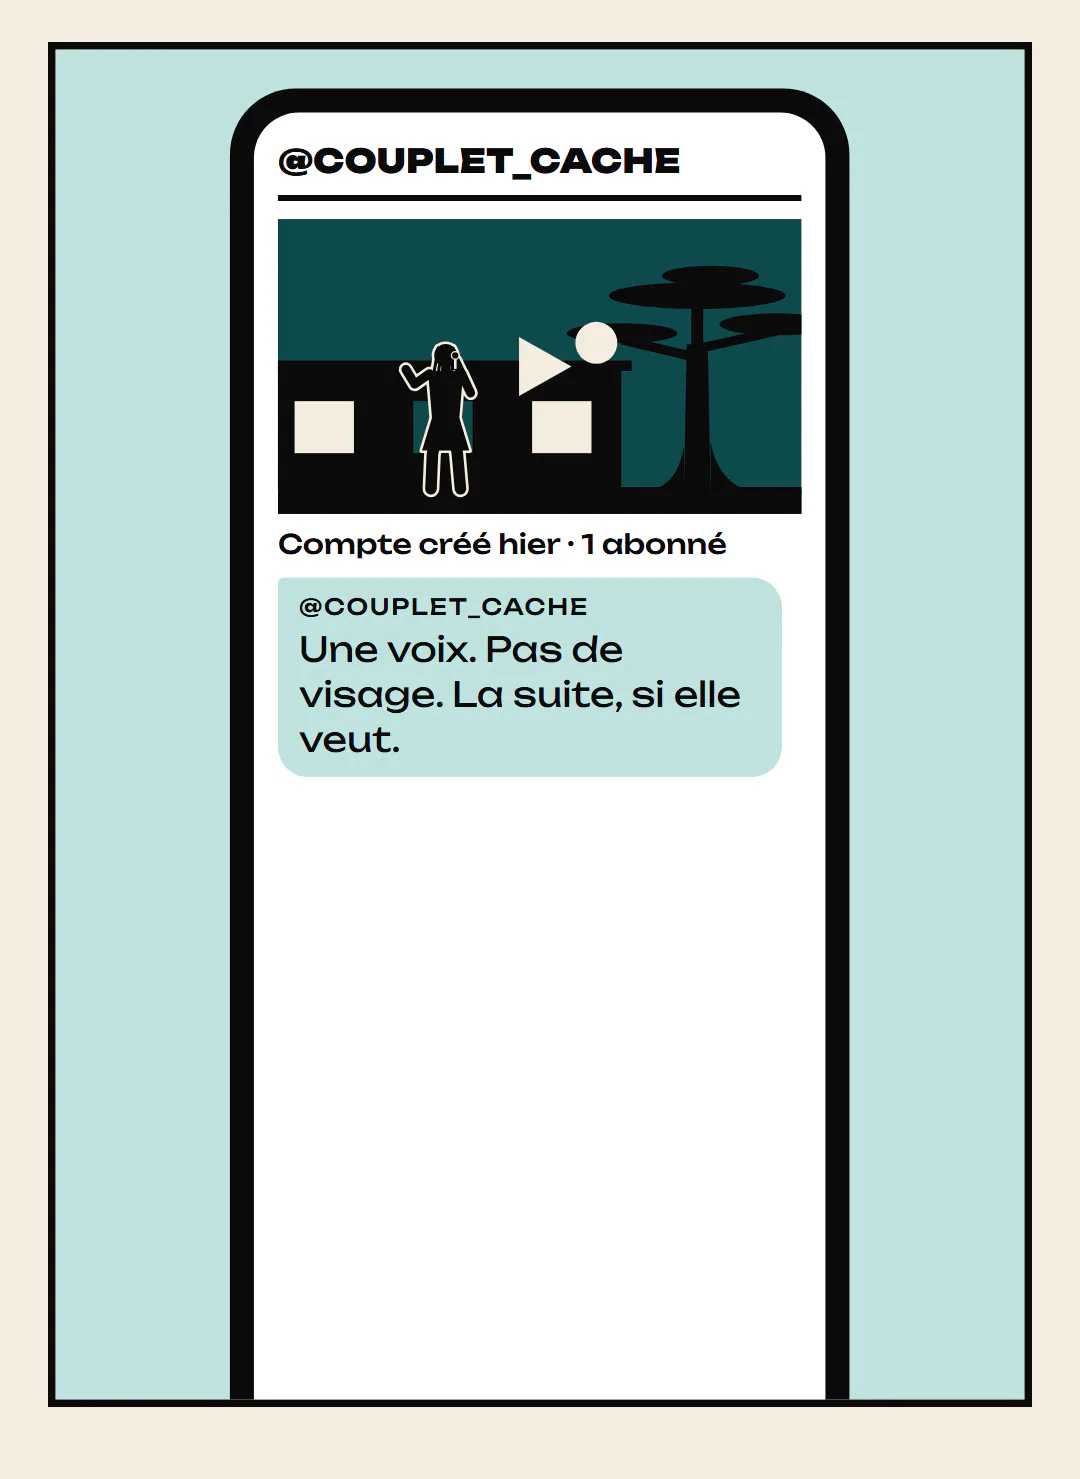 @COUPLET_CACHE
Compte créé hier · 1 abonné
@COUPLET_CACHE
Une voix. Pas de
visage. La suite, si elle
veut.